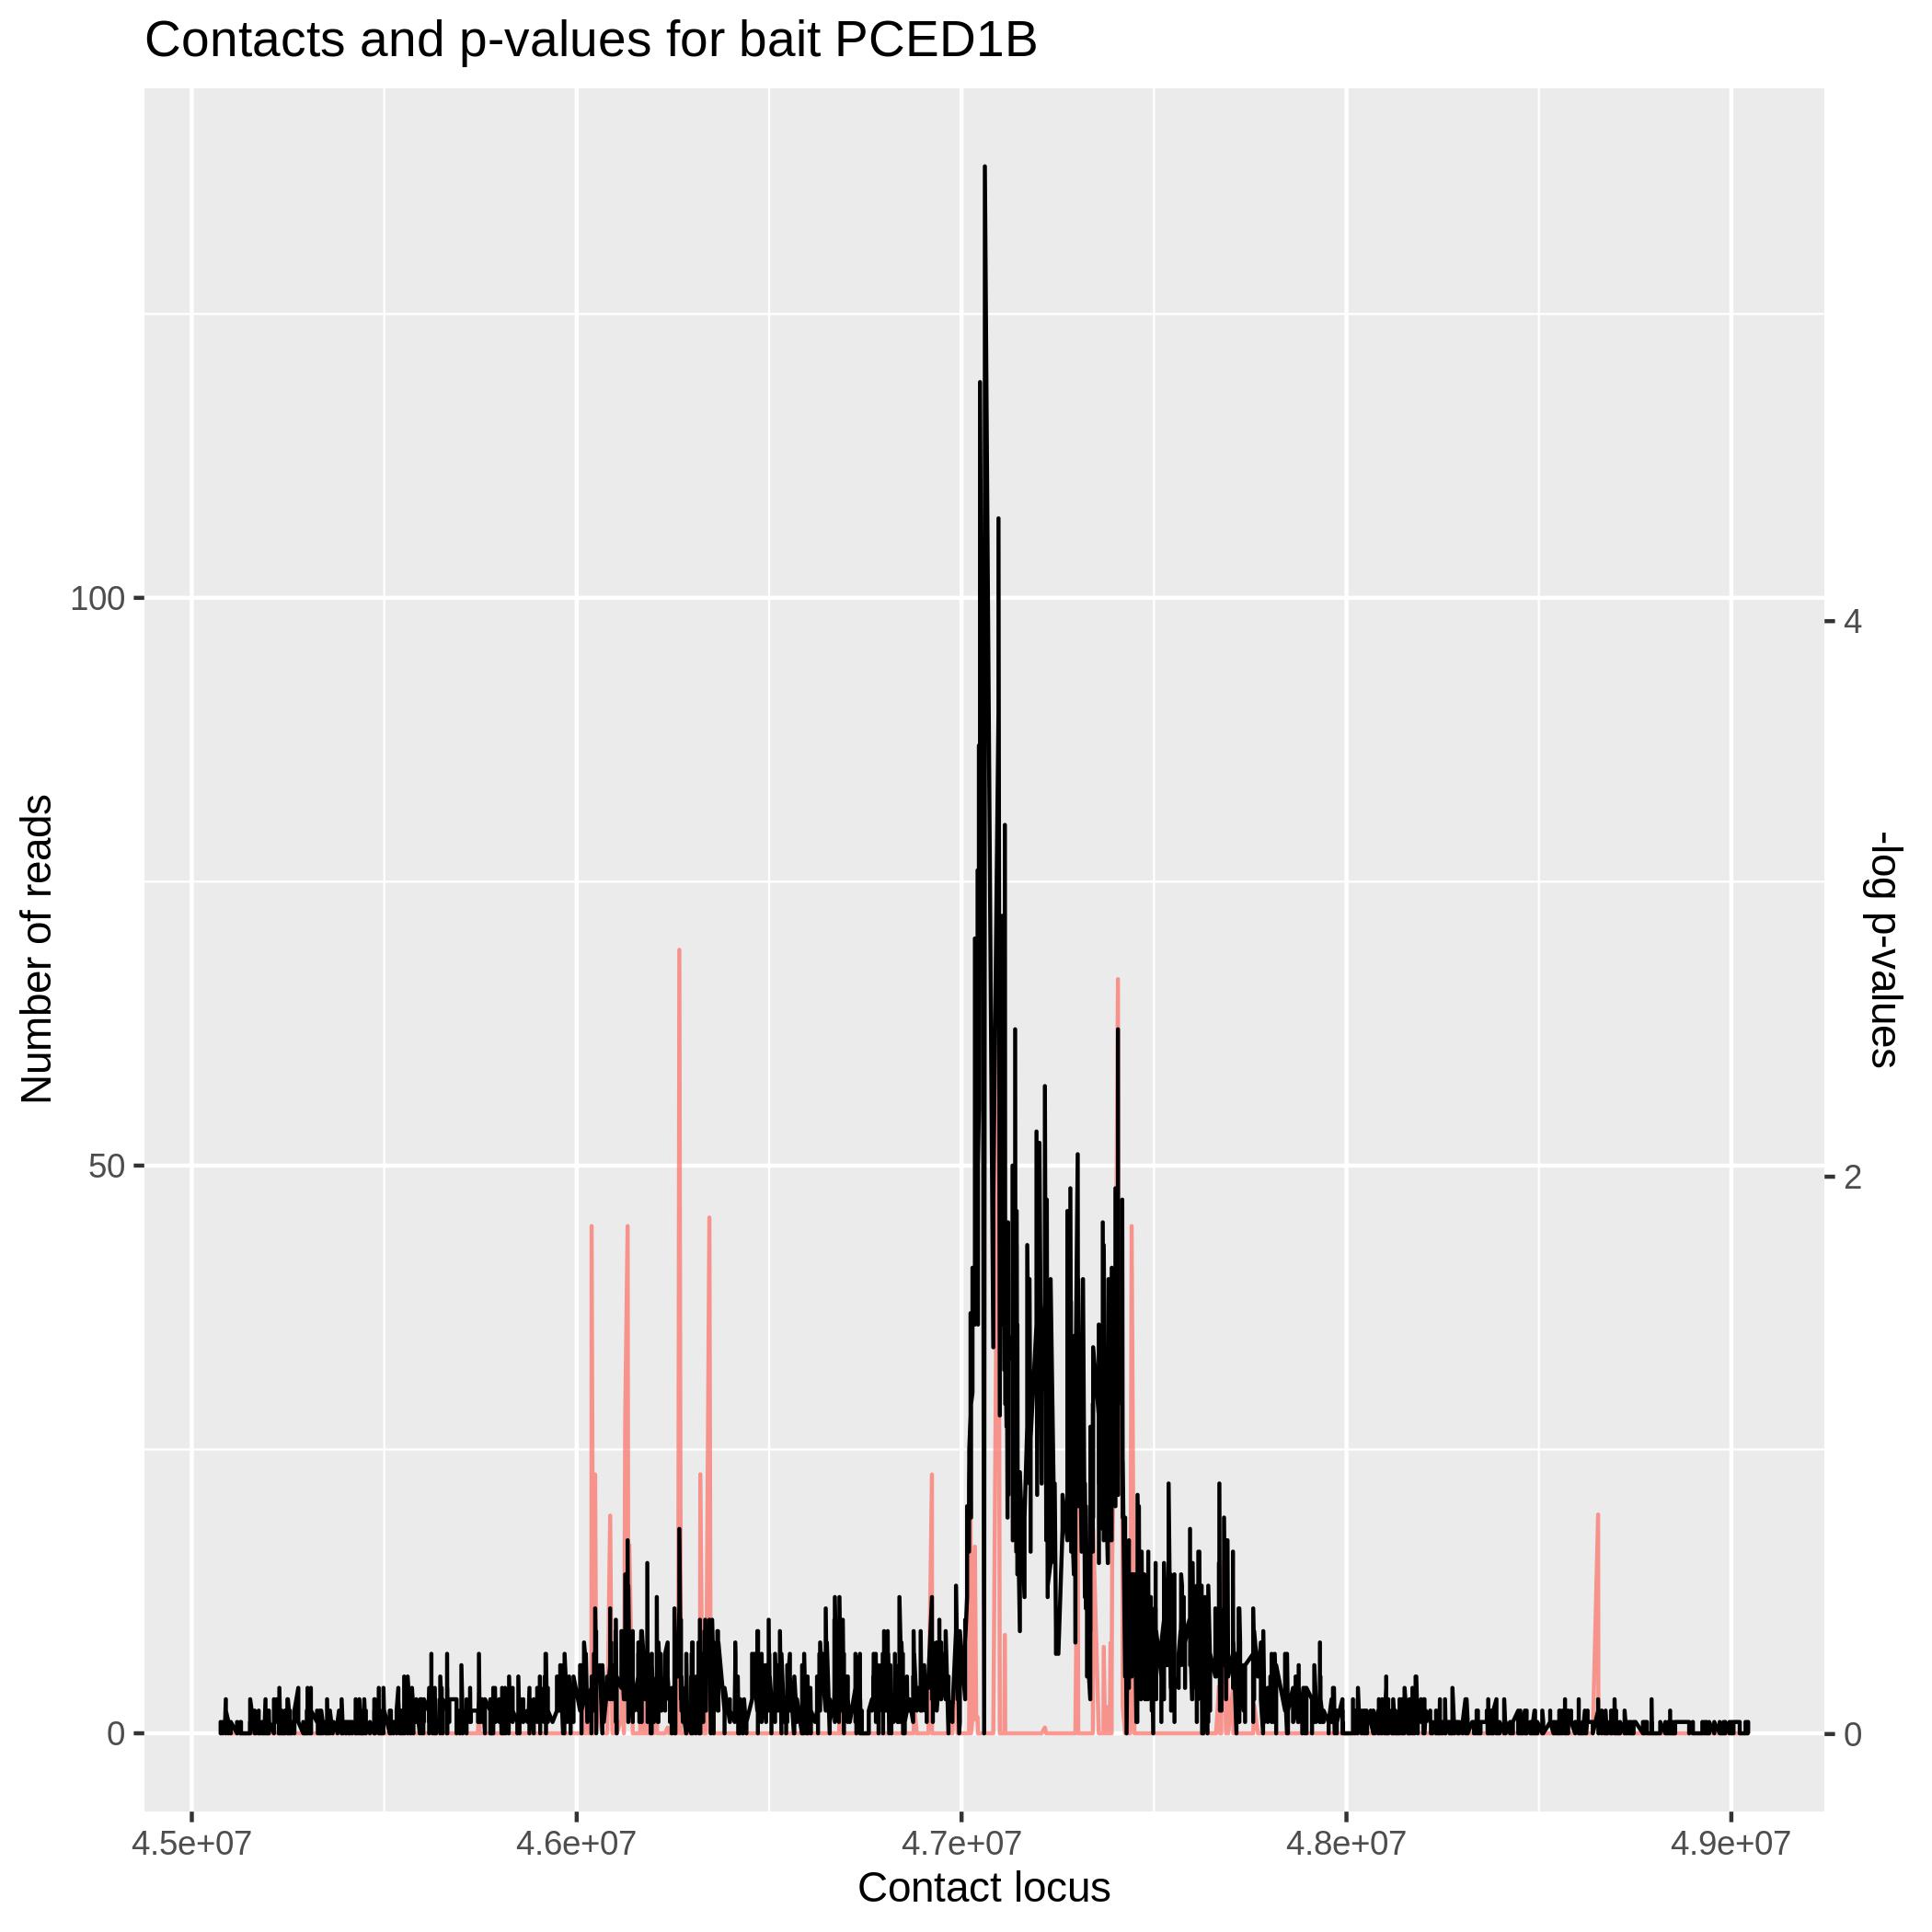 Contacts and p-values for bait PCED1B
Number of reads
100
50
0
4
2
0
-log p-values
4.5e+07 4.6e+07 4.7e+07 4.8e+07 4.9e+07
Contact locus